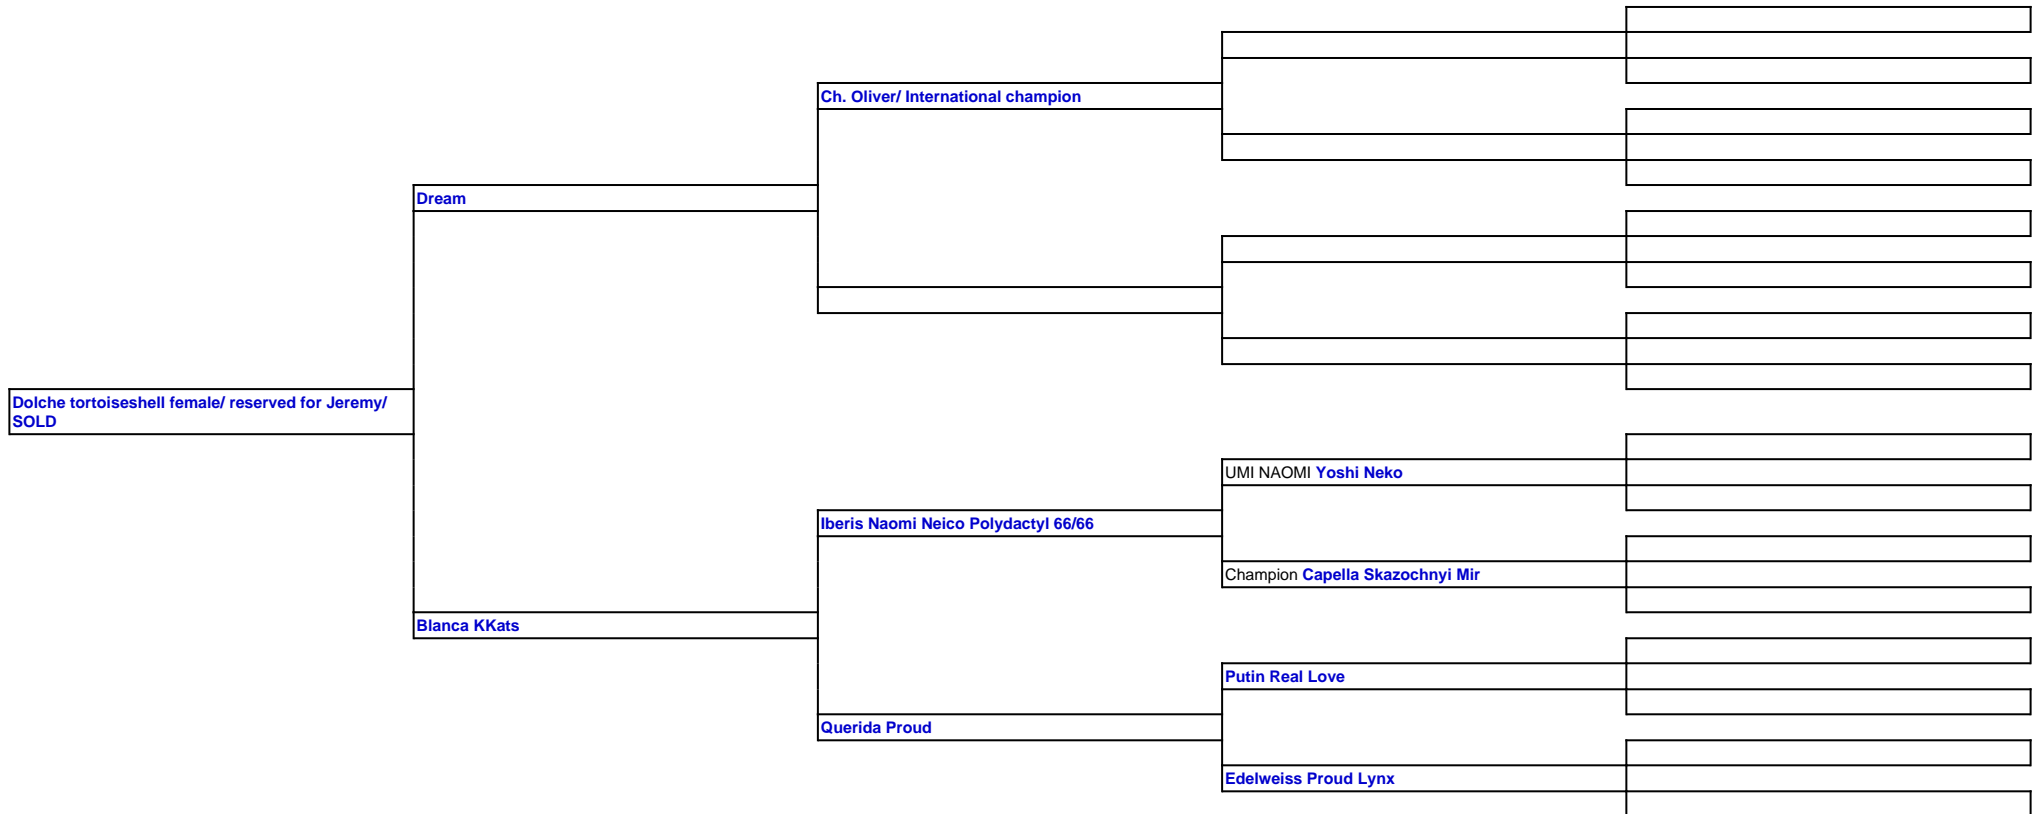 Ch. Oliver/ International champion
Dream
Dolche tortoiseshell female/ reserved for Jeremy/
SOLD
UMI NAOMI Yoshi Neko
Iberis Naomi Neico Polydactyl 66/66
Champion Capella Skazochnyi Mir
Blanca KKats
Putin Real Love
Querida Proud
Edelweiss Proud Lynx